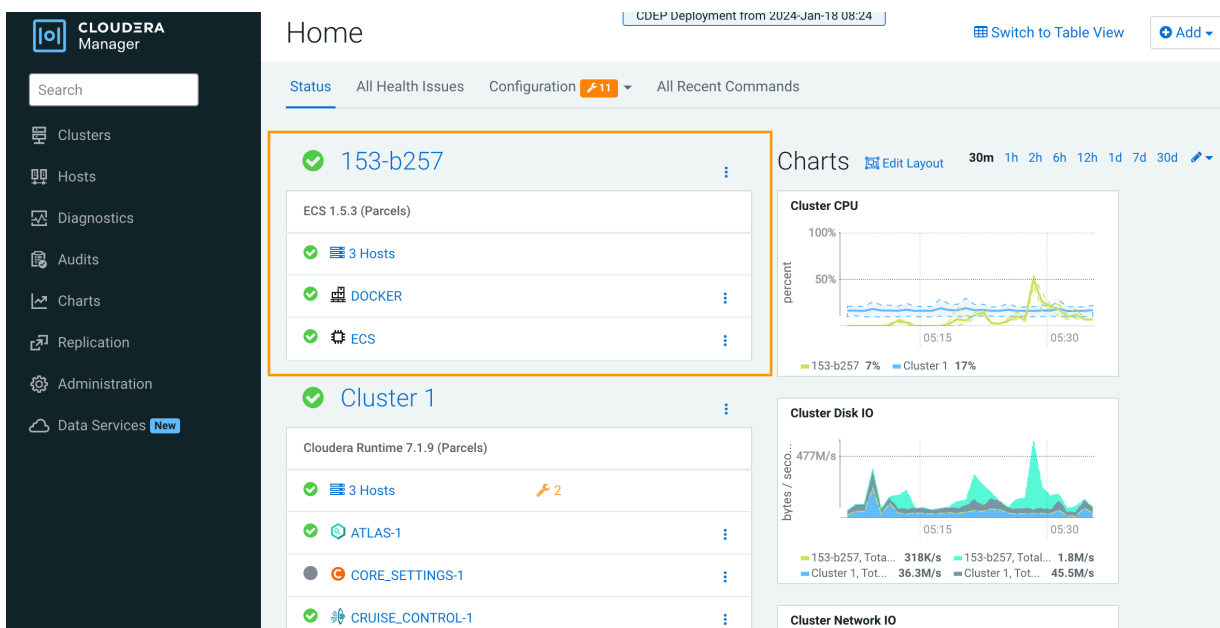 CLOUDERA
Manager
Search
Clusters
Hosts
Diagnostics
Audits
Charts
Replication
Administration
Data Services New
CDEP Deployment from 2024-Jan-18 08:24
Home
Switch to Table View
Add
Status All Health Issues Configuration 11 All Recent Commands
153-b257
ECS 1.5.3 (Parcels)
3 Hosts
DOCKER
ECS
Cluster 1
Cloudera Runtime 7.1.9 (Parcels)
3 Hosts 2
ATLAS-1
CORE_SETTINGS-1
CRUISE_CONTROL-1
Charts Edit Layout 30m 1h 2h 6h 12h 1d 7d 30d
Cluster CPU
percent
100%
50%
05:15 05:30
153-b257 7% Cluster 1 17%
Cluster Disk IO
bytes / seco...
477M/s
05:15 05:30
153-b257, Tota... 318K/s 153-b257, Total... 1.8M/s
Cluster 1, Tot... 36.3M/s Cluster 1, Tot... 45.5M/s
Cluster Network IO